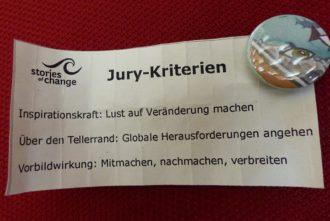 stories
of change
Jury-Kriterien
Inspirationskraft: Lust auf Veränderung machen
Über den Tellerrand: Globale Herausforderungen angehen
Vorbildwirkung: Mitmachen, nachmachen, verbreiten